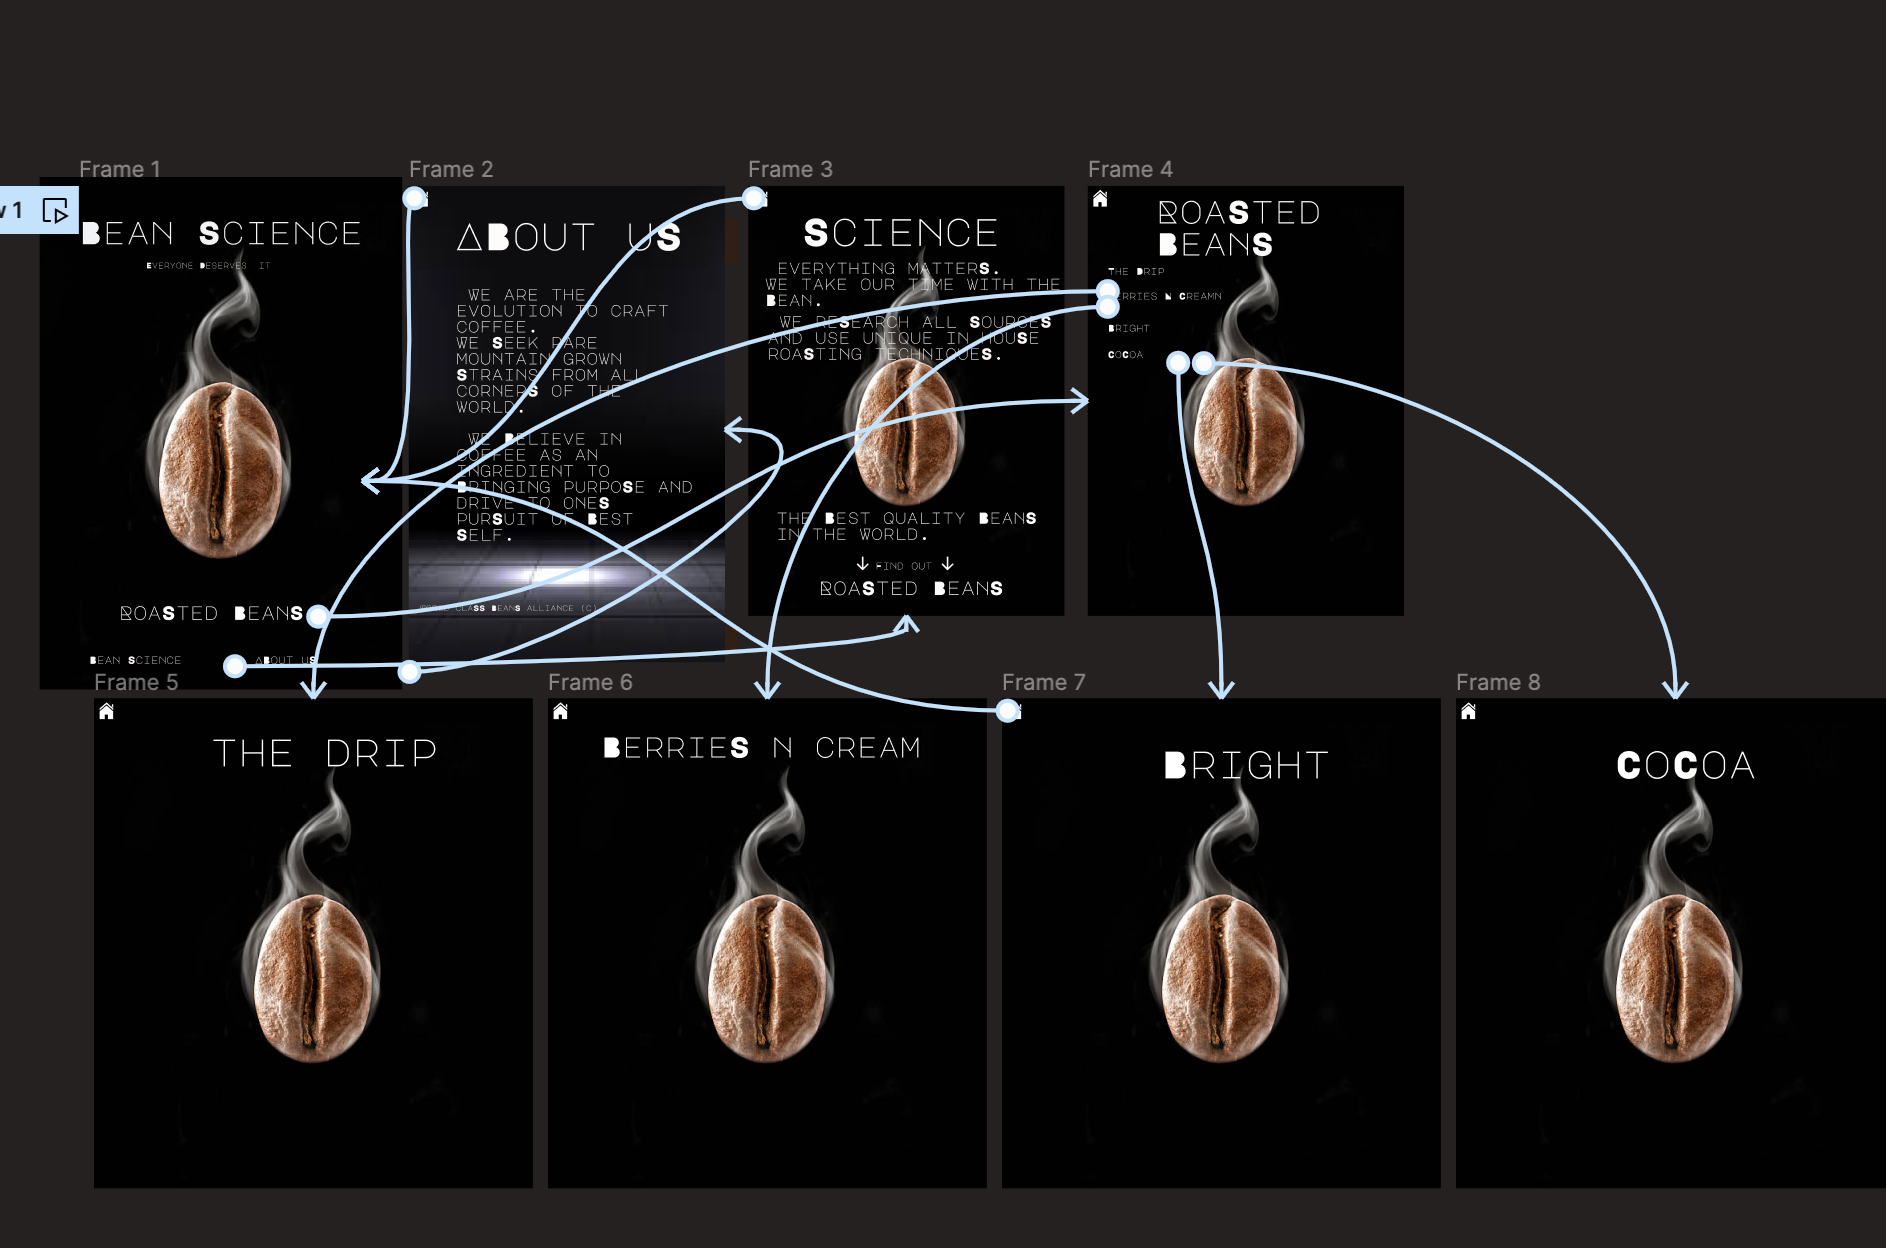 Frame 1
Frame 2
Frame 3
Frame 4
1
BEAN SCIENCE
EVERYONE DESERVES IT
ROASTED BEANS
BEAN SCIENCE
ABOUT US
ABOUT US
WE ARE THE
EVOLUTION TO CRAFT
COFFEE.
WE SEEK RARE
MOUNTAIN GROWN
STRAINS FROM ALL
CORNERS OF THE
WORLD.
WE BELIEVE IN
COFFEE AS AN
INGREDIENT TO
BRINGING PURPOSE AND
DRIVE TO ONES
PURSUIT OF BEST
SELF.
CLASS BEANS ALLIANCE (C)
SCIENCE
EVERYTHING MATTERS.
WE TAKE OUR TIME WITH THE
BEAN.
WE RESEARCH ALL SOURCES
AND USE UNIQUE IN HOUSE
ROASTING TECHNIQUES.
THE BEST QUALITY BEANS
IN THE WORLD.
FIND OUT
ROASTED BEANS
ROASTED
BEANS
THE DRIP
BERRIES N CREAMN
BRIGHT
COCOA
Frame 5
Frame 6
Frame 7
Frame 8
THE DRIP
BERRIES N CREAM
BRIGHT
COCOA